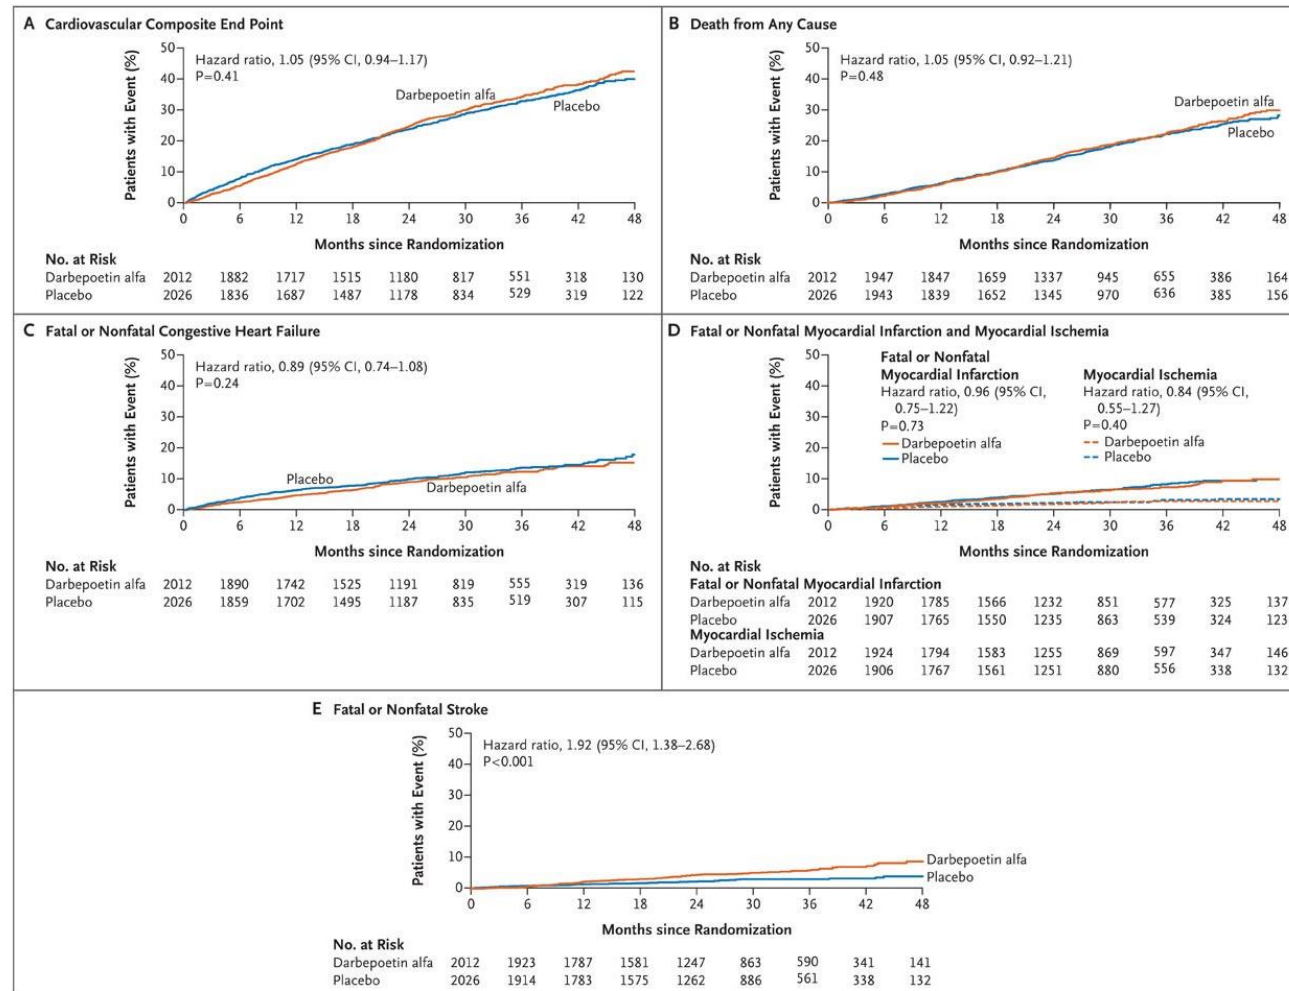 A Cardiovascular Composite End Point
Patients with Event (%)
50
40
30
20
10
0
Hazard ratio, 1.05 (95% CI, 0.94–1.17)
P=0.41
Darbepoetin alfa
Placebo
0 6 12 18 24 30 36 42 48
Months since Randomization
No. at Risk
Darbepoetin alfa 2012 1882 1717 1515 1180 817 551 318 130
Placebo 2026 1836 1687 1487 1178 834 529 319 122
B Death from Any Cause
Patients with Event (%)
50
40
30
20
10
0
Hazard ratio, 1.05 (95% CI, 0.92–1.21)
P=0.48
Darbepoetin alfa
Placebo
0 6 12 18 24 30 36 42 48
Months since Randomization
No. at Risk
Darbepoetin alfa 2012 1947 1847 1659 1337 945 655 386 164
Placebo 2026 1943 1839 1652 1345 970 636 385 156
C Fatal or Nonfatal Congestive Heart Failure
Patients with Event (%)
50
40
30
20
10
0
Hazard ratio, 0.89 (95% CI, 0.74–1.08)
P=0.24
Placebo
Darbepoetin alfa
0 6 12 18 24 30 36 42 48
Months since Randomization
No. at Risk
Darbepoetin alfa 2012 1890 1742 1525 1191 819 555 319 136
Placebo 2026 1859 1702 1495 1187 835 519 307 115
D Fatal or Nonfatal Myocardial Infarction and Myocardial Ischemia
Patients with Event (%)
50
40
30
20
10
0
Fatal or Nonfatal
Myocardial Infarction
Hazard ratio, 0.96 (95% CI,
0.75–1.22)
P=0.73
Darbepoetin alfa
Placebo
Myocardial Ischemia
Hazard ratio, 0.84 (95% CI,
0.55–1.27)
P=0.40
Darbepoetin alfa
Placebo
0 6 12 18 24 30 36 42 48
Months since Randomization
No. at Risk
Fatal or Nonfatal Myocardial Infarction
Darbepoetin alfa 2012 1920 1785 1566 1232 851 577 325 137
Placebo 2026 1907 1765 1550 1235 863 539 324 123
Myocardial Ischemia
Darbepoetin alfa 2012 1924 1794 1583 1255 869 597 347 146
Placebo 2026 1906 1767 1561 1251 880 556 338 132
E Fatal or Nonfatal Stroke
Patients with Event (%)
50
40
30
20
10
0
Hazard ratio, 1.92 (95% CI, 1.38–2.68)
P<0.001
Darbepoetin alfa
Placebo
0 6 12 18 24 30 36 42 48
Months since Randomization
No. at Risk
Darbepoetin alfa 2012 1923 1787 1581 1247 863 590 341 141
Placebo 2026 1914 1783 1575 1262 886 561 338 132